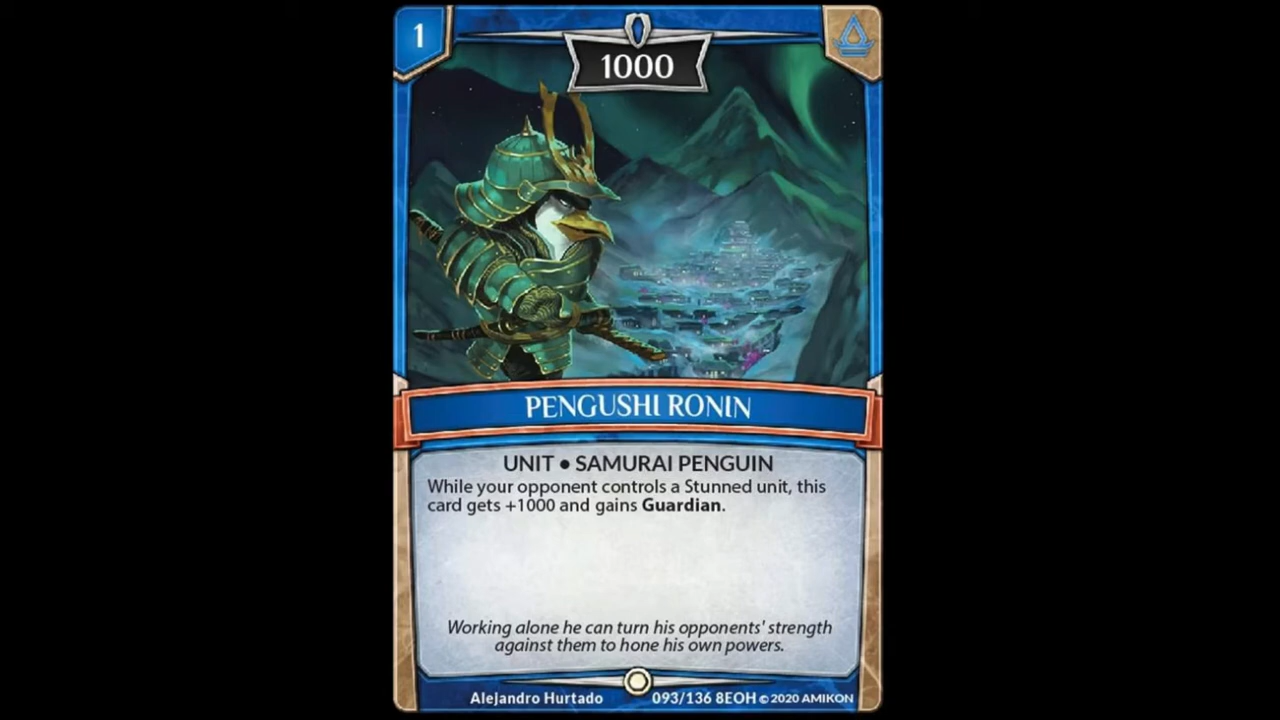 1
1000
PENGUSHI RONIN
UNIT • SAMURAI PENGUIN
While your opponent controls a Stunned unit, this
card gets +1000 and gains Guardian.
Working alone he can turn his opponents' strength
against them to hone his own powers.
Alejandro Hurtado 093/136 8EOH © 2020 AMIKON